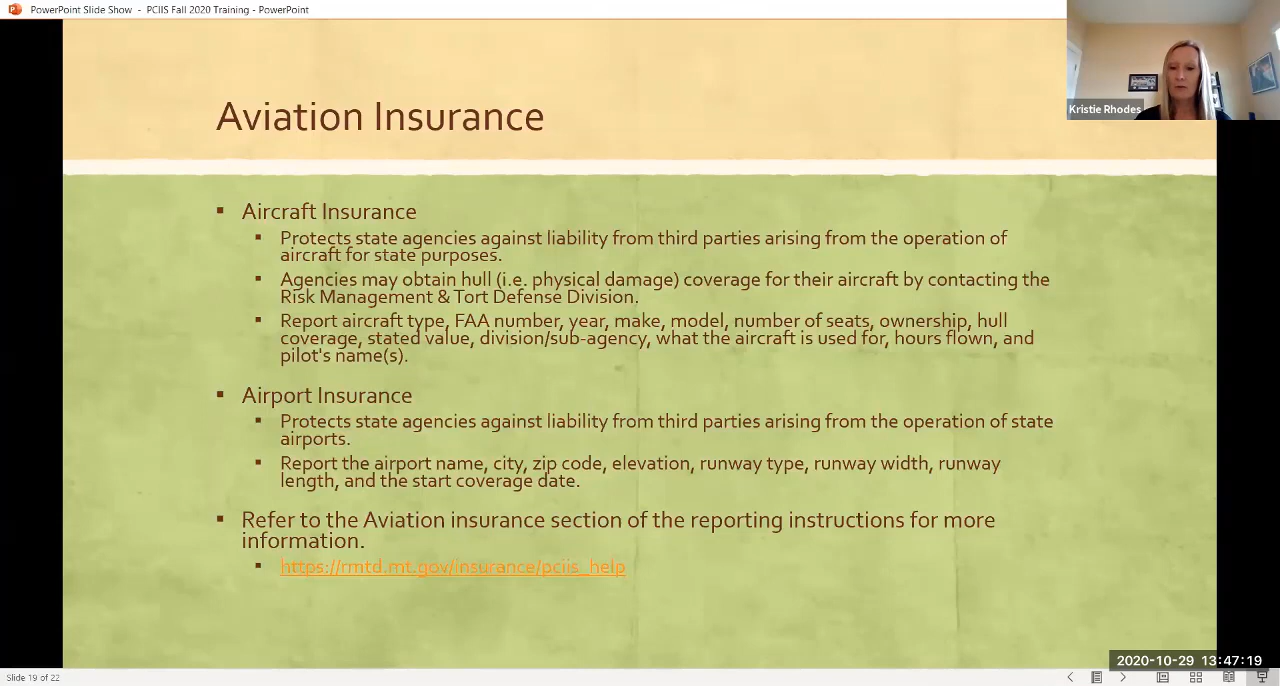 PowerPoint Slide Show - PCIIS Fall 2020 Training - PowerPoint
Kristie Rhodes
Aviation Insurance
▪ Aircraft Insurance
▪ Protects state agencies against liability from third parties arising from the operation of
aircraft for state purposes.
▪ Agencies may obtain hull (i.e. physical damage) coverage for their aircraft by contacting the
Risk Management & Tort Defense Division.
▪ Report aircraft type, FAA number, year, make, model, number of seats, ownership, hull
coverage, stated value, division/sub-agency, what the aircraft is used for, hours flown, and
pilot's name(s).
▪ Airport Insurance
▪ Protects state agencies against liability from third parties arising from the operation of state
airports.
▪ Report the airport name, city, zip code, elevation, runway type, runway width, runway
length, and the start coverage date.
▪ Refer to the Aviation insurance section of the reporting instructions for more
information.
▪ https://rmtd.mt.gov/insurance/pciis_help
2020-10-29 13:47:19
Slide 19 of 22